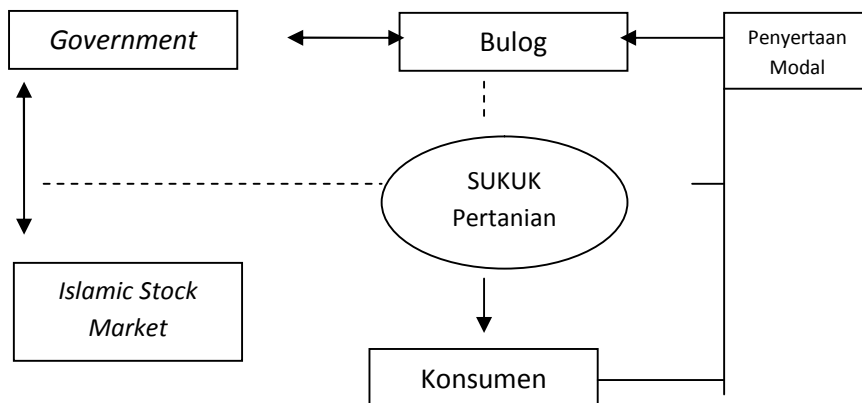 Government
Bulog
Penyertaan
Modal
SUKUK
Pertanian
Islamic Stock
Market
Konsumen